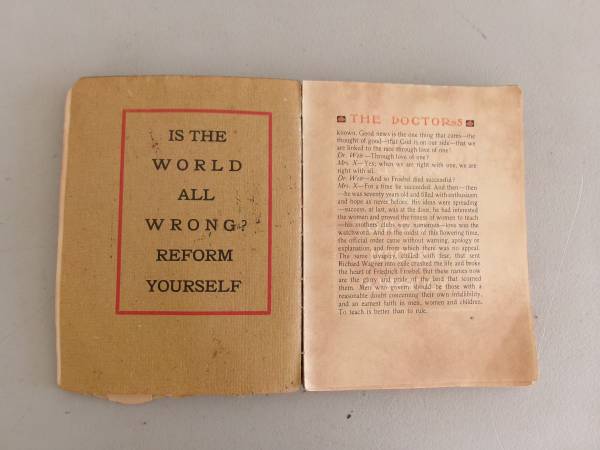 IS THE
WORLD
ALL
WRONG?
REFORM
YOURSELF
THE DOCTORS
known. Good news is the one thing that cures—the
thought of good—that God is on our side—that we
are linked to the race through love of one!
Dr. Weir—Through love of one?
Mrs. X—Yes; when we are right with one, we are
right with all.
Dr. Weir—And so Froebel died successful?
Mrs. X—For a time he succeeded. And then—then
—he was seventy years old and filled with enthusiasm
and hope as never before. His ideas were spreading
—success, at last, was at the door, he had interested
the women and proved the fitness of women to teach
—his mothers' clubs were numerous—love was the
watchword. And in the midst of this flowering time,
the official order came without warning, apology or
explanation, and from which there was no appeal.
The same savagery, chilled with fear, that sent
Richard Wagner into exile crushed the life and broke
the heart of Friedrich Froebel. But these names now
are the glory and pride of the land that scorned
them. Men who govern should be those with a
reasonable doubt concerning their own infallibility,
and an earnest faith in men, women and children.
To teach is better than to rule.